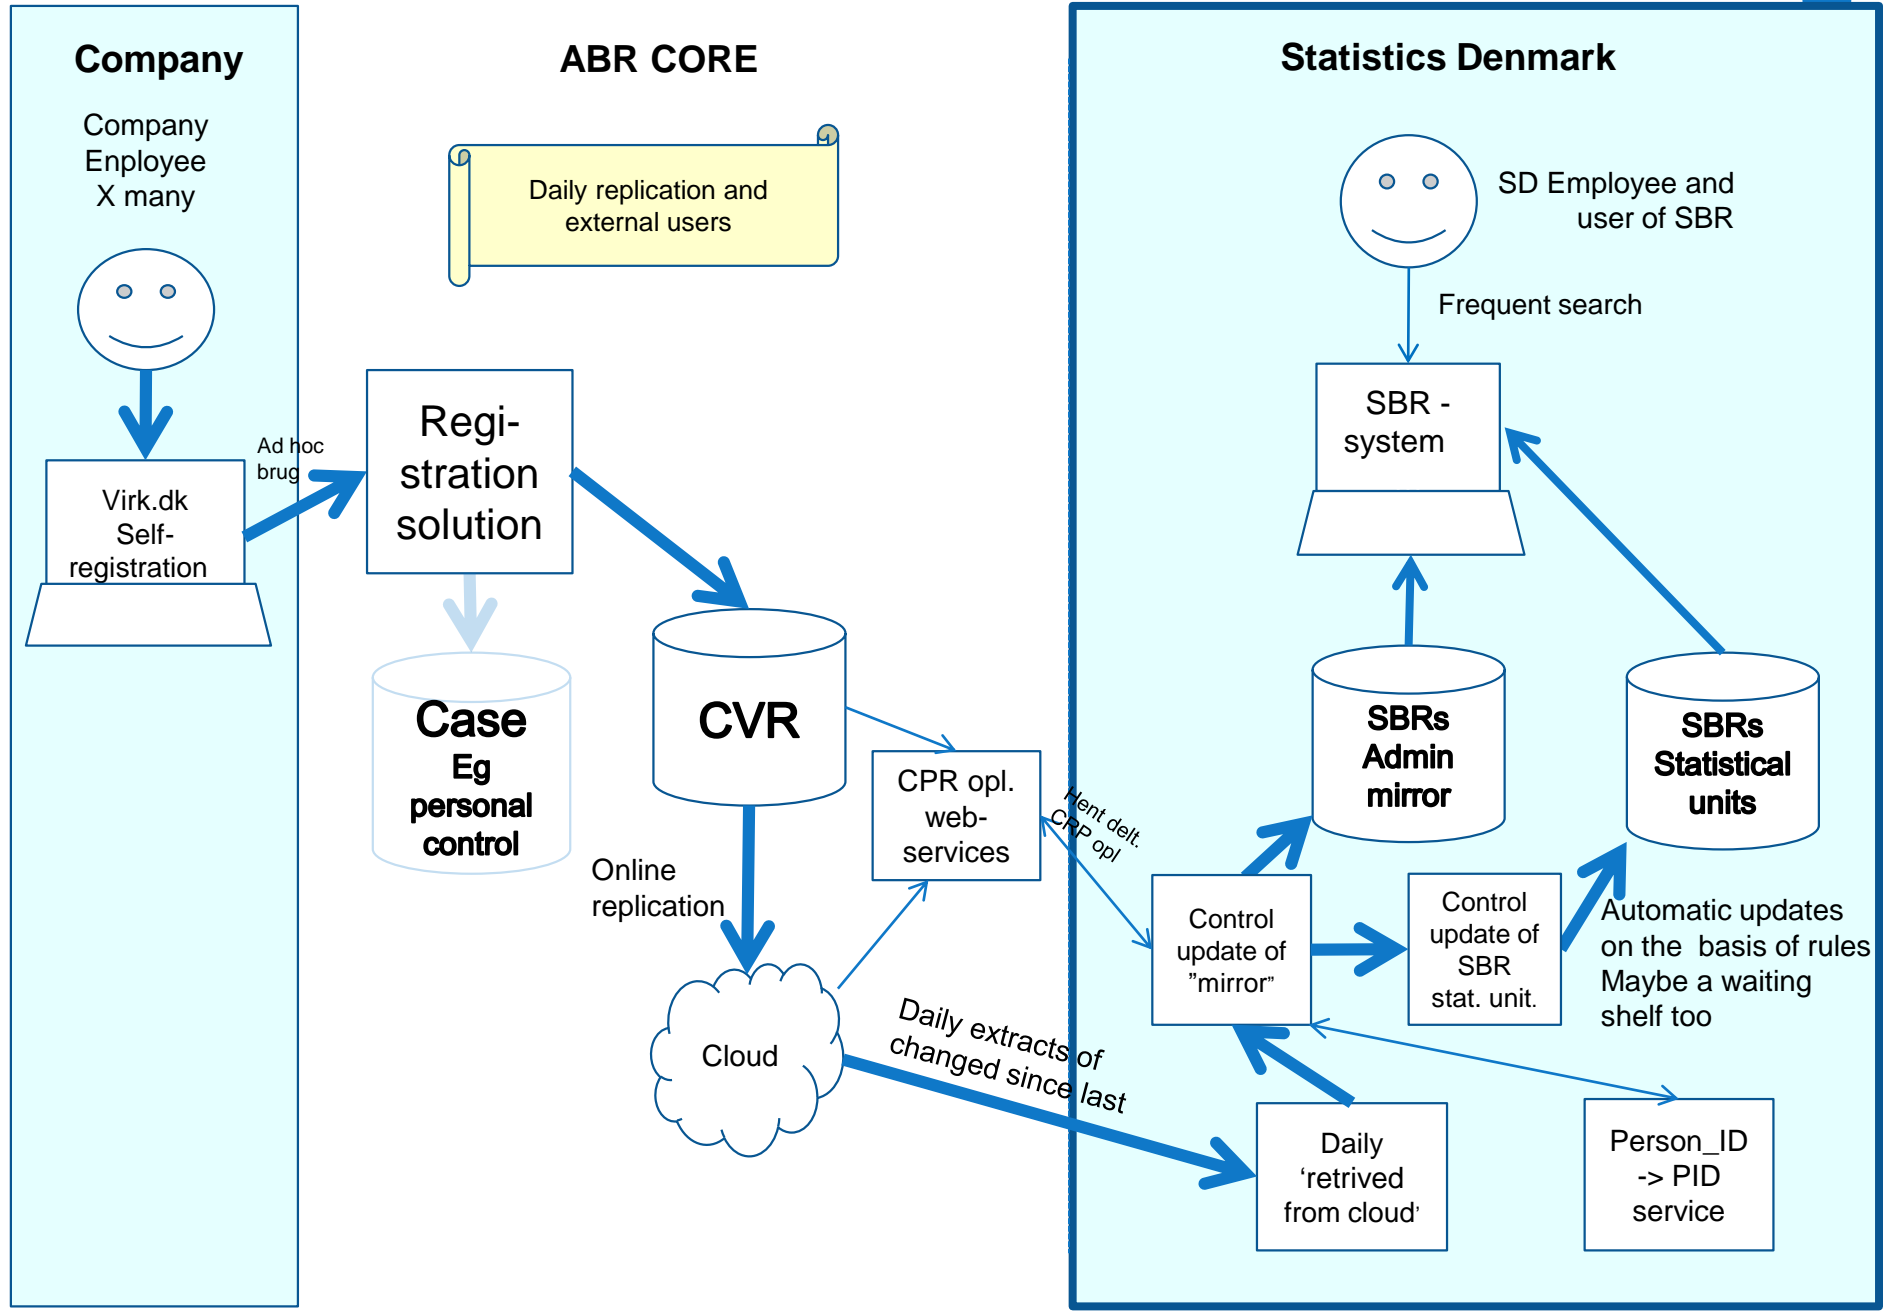 Company
ABR CORE
Statistics Denmark
Company
Enployee
X many
Daily replication and
external users
SD Employee and
user of SBR
Frequent search
Ad hoc
brug
Virk.dk
Self-
registration
Regi-
stration
solution
SBR -
system
Case
Eg
personal
control
CVR
Online
replication
CPR opl.
web-
services
Hent delt.
CRP opl
SBRs
Admin
mirror
SBRs
Statistical
units
Control
update of
”mirror”
Control
update of
SBR
stat. unit.
Automatic updates
on the  basis of rules
Maybe a waiting
shelf too
Cloud
Daily extracts of
changed since last
Daily
‘retrived
from cloud’
Person_ID
-> PID
service